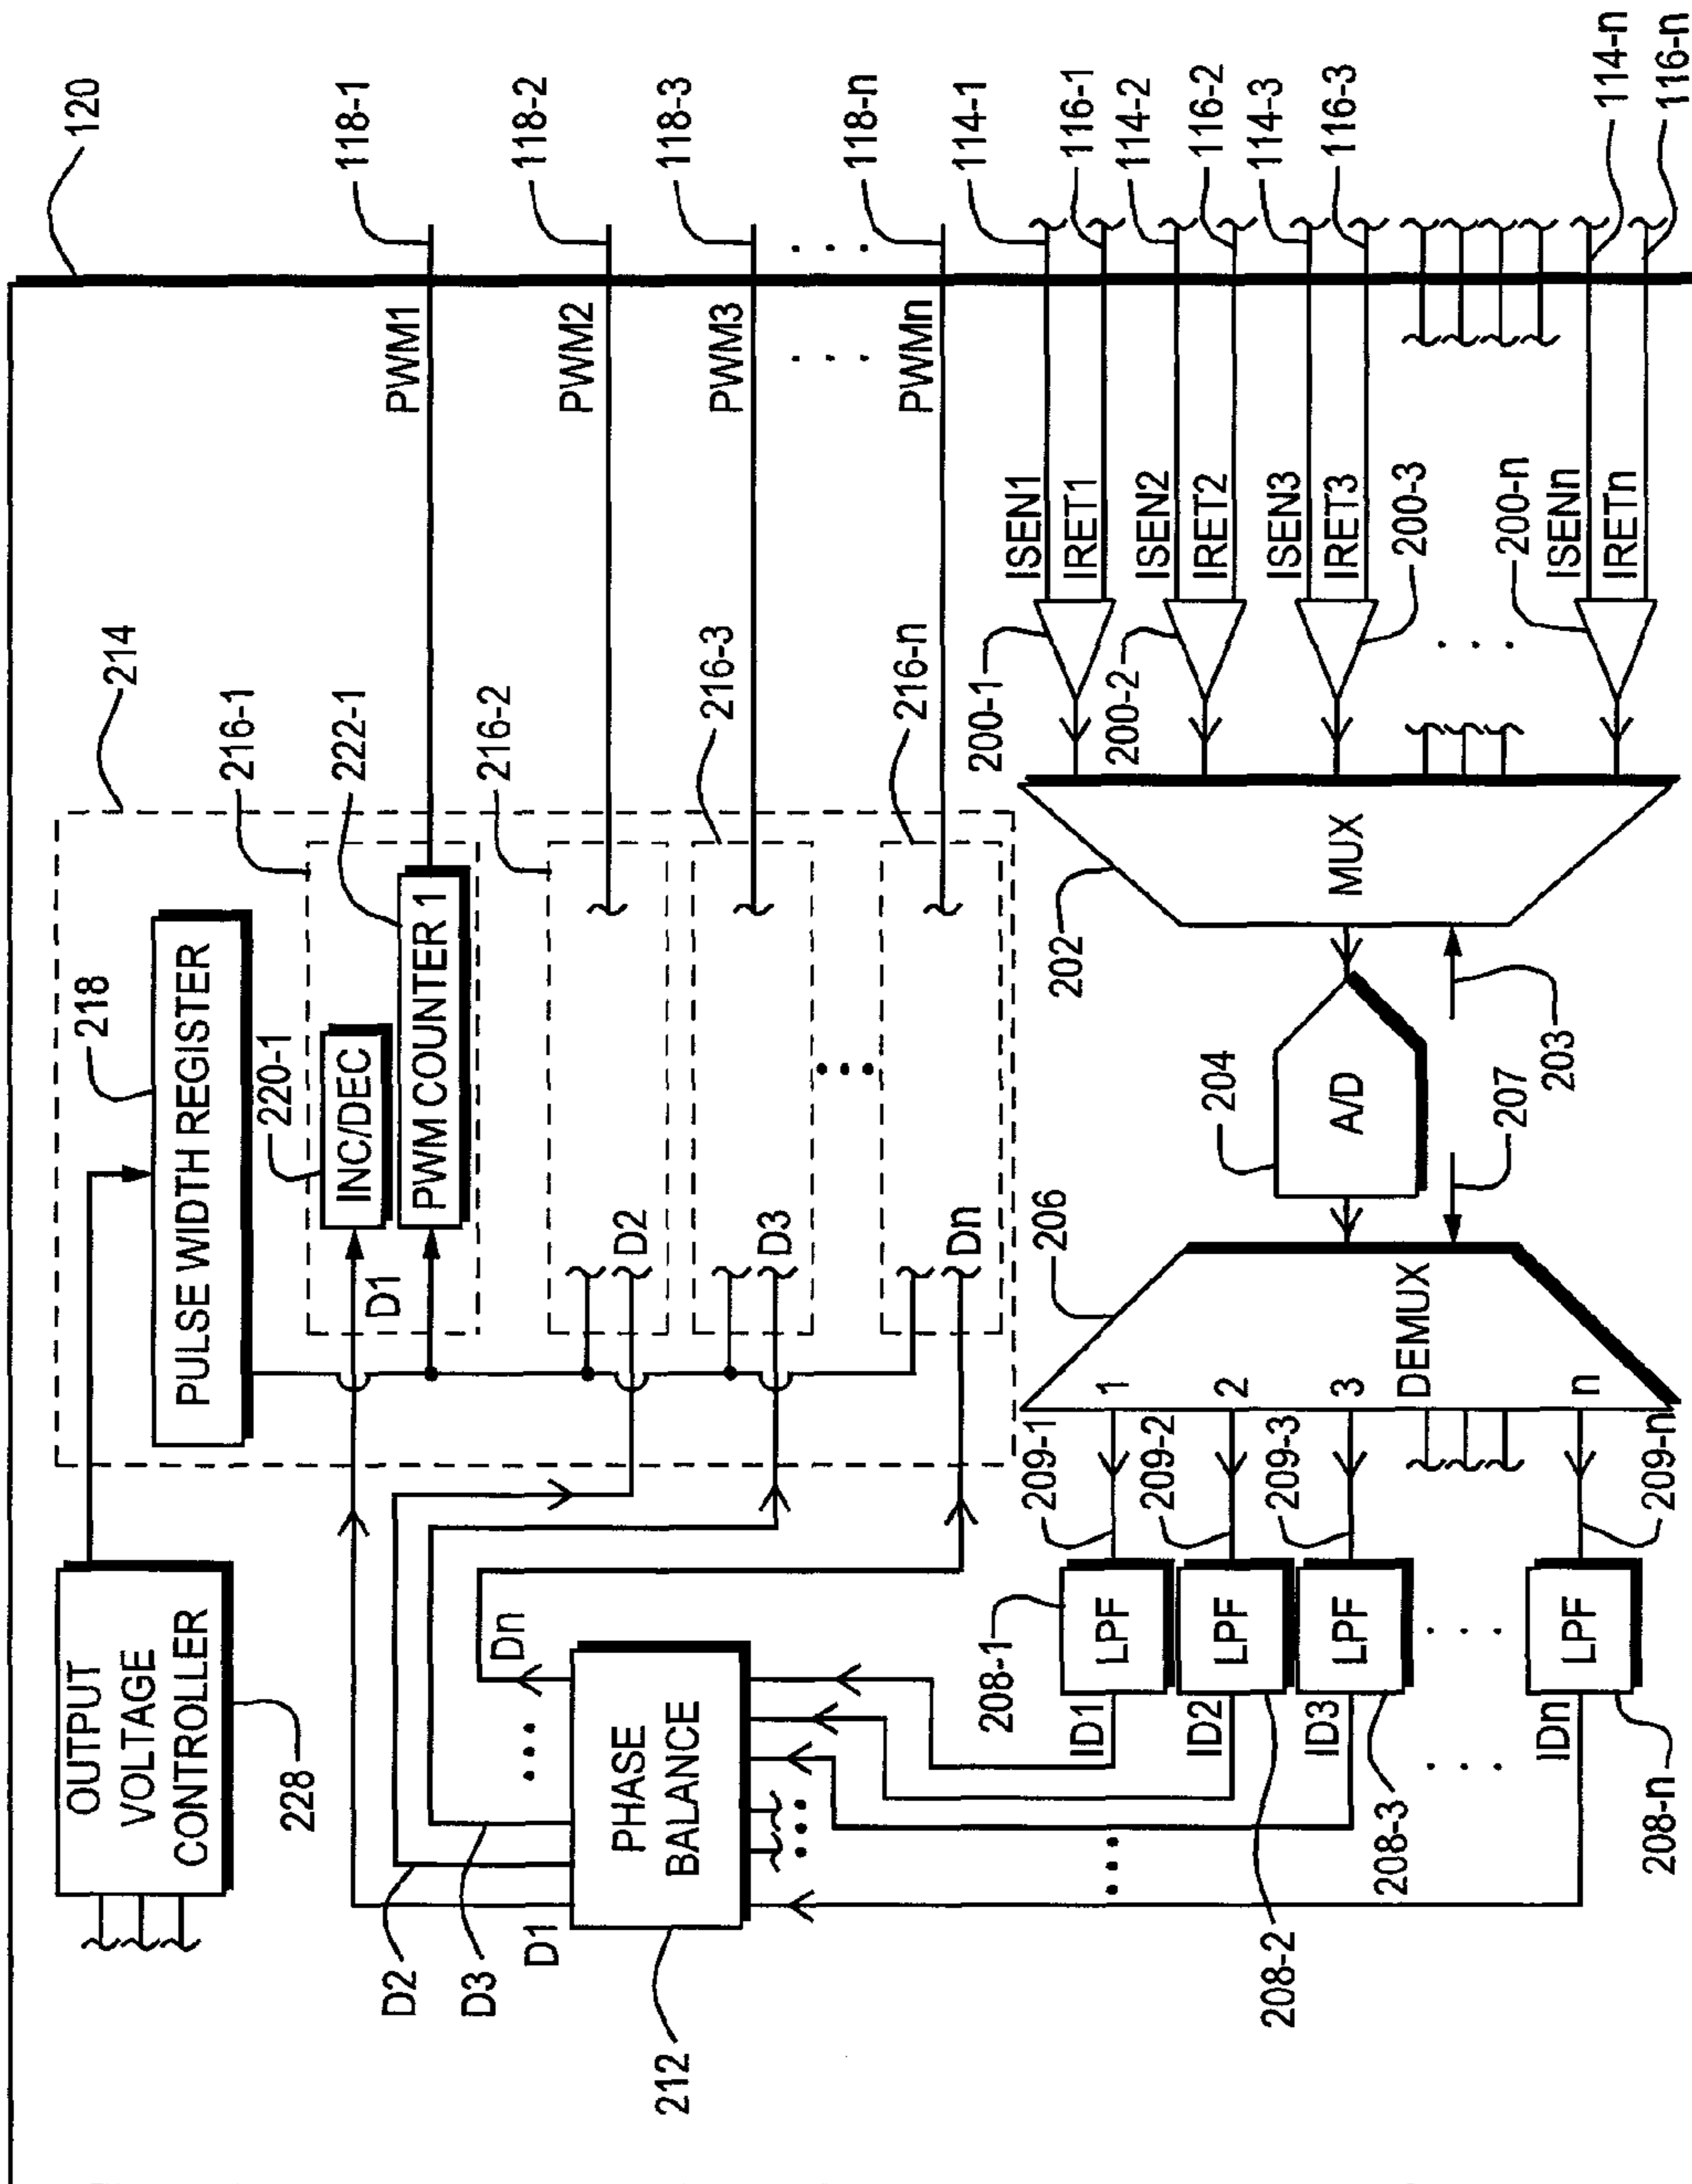 120
OUTPUT
VOLTAGE
CONTROLLER
228
PULSE WIDTH REGISTER
218
214
216-1
220-1
INC/DEC
222-1
PWM COUNTER 1
D1
PWM1
118-1
216-2
D2
PWM2
118-2
216-3
D3
PWM3
118-3
216-n
Dn
PWMn
118-n
D2
D3
D1
Dn
PHASE
BALANCE
212
ISEN1
IRET1
114-1
116-1
200-1
ISEN2
IRET2
114-2
116-2
200-2
ISEN3
IRET3
114-3
116-3
200-3
200-n
ISENn
IRETn
114-n
116-n
202
MUX
203
204
A/D
207
206
DEMUX
1
2
3
n
209-1
209-2
209-3
209-n
208-1
LPF
ID1
LPF
ID2
208-2
LPF
ID3
208-3
LPF
IDn
208-n